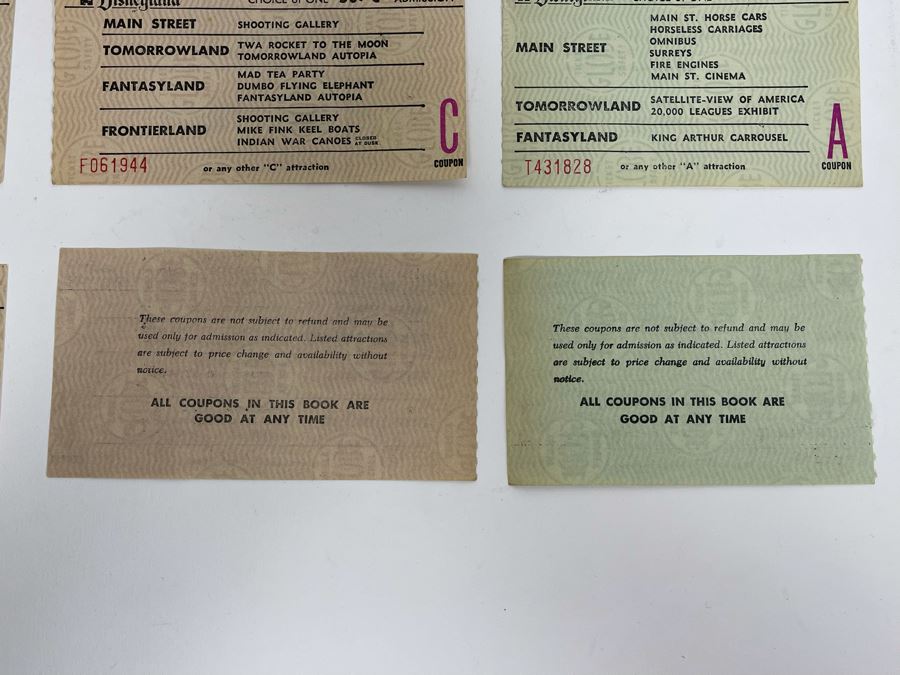 Disneyland ADMISSION
MAIN STREET SHOOTING GALLERY
TOMORROWLAND TWA ROCKET TO THE MOON
TOMORROWLAND AUTOPIA
FANTASYLAND MAD TEA PARTY
DUMBO FLYING ELEPHANT
FANTASYLAND AUTOPIA
FRONTIERLAND SHOOTING GALLERY
MIKE FINK KEEL BOATS
INDIAN WAR CANOES CLOSED AT DUSK
C
COUPON
F061944 or any other "C" attraction
MAIN STREET MAIN ST. HORSE CARS
HORSELESS CARRIAGES
OMNIBUS
SURREYS
FIRE ENGINES
MAIN ST. CINEMA
TOMORROWLAND SATELLITE-VIEW OF AMERICA
20,000 LEAGUES EXHIBIT
FANTASYLAND KING ARTHUR CARROUSEL
A
COUPON
T431828 or any other "A" attraction
These coupons are not subject to refund and may be
used only for admission as indicated. Listed attractions
are subject to price change and availability without
notice.
ALL COUPONS IN THIS BOOK ARE
GOOD AT ANY TIME
These coupons are not subject to refund and may be
used only for admission as indicated. Listed attractions
are subject to price change and availability without
notice.
ALL COUPONS IN THIS BOOK ARE
GOOD AT ANY TIME